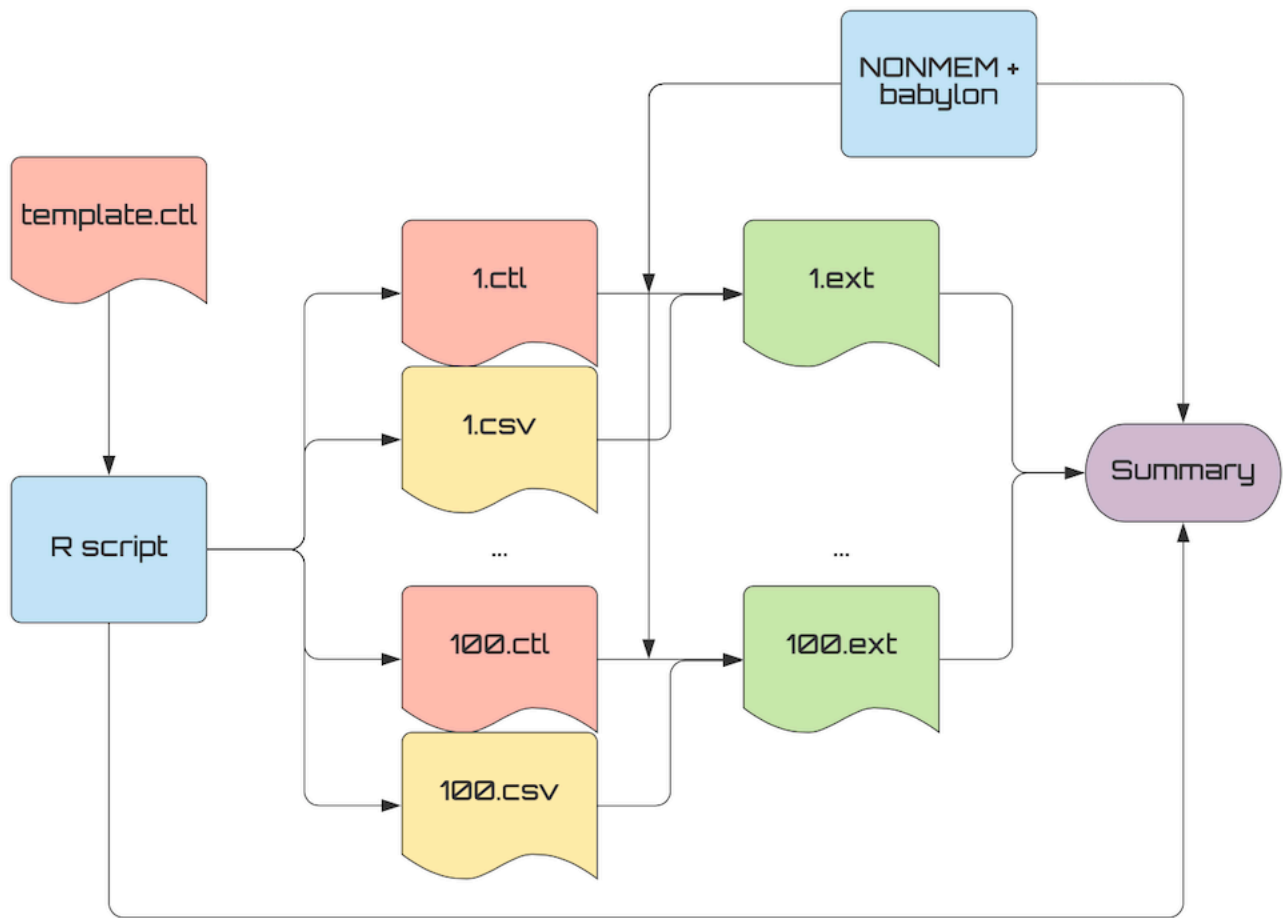 NONMEM +
babylon
template.ctl
1.ctl
1.ext
1.csv
Summary
R script
...
...
100.ctl
100.ext
100.csv